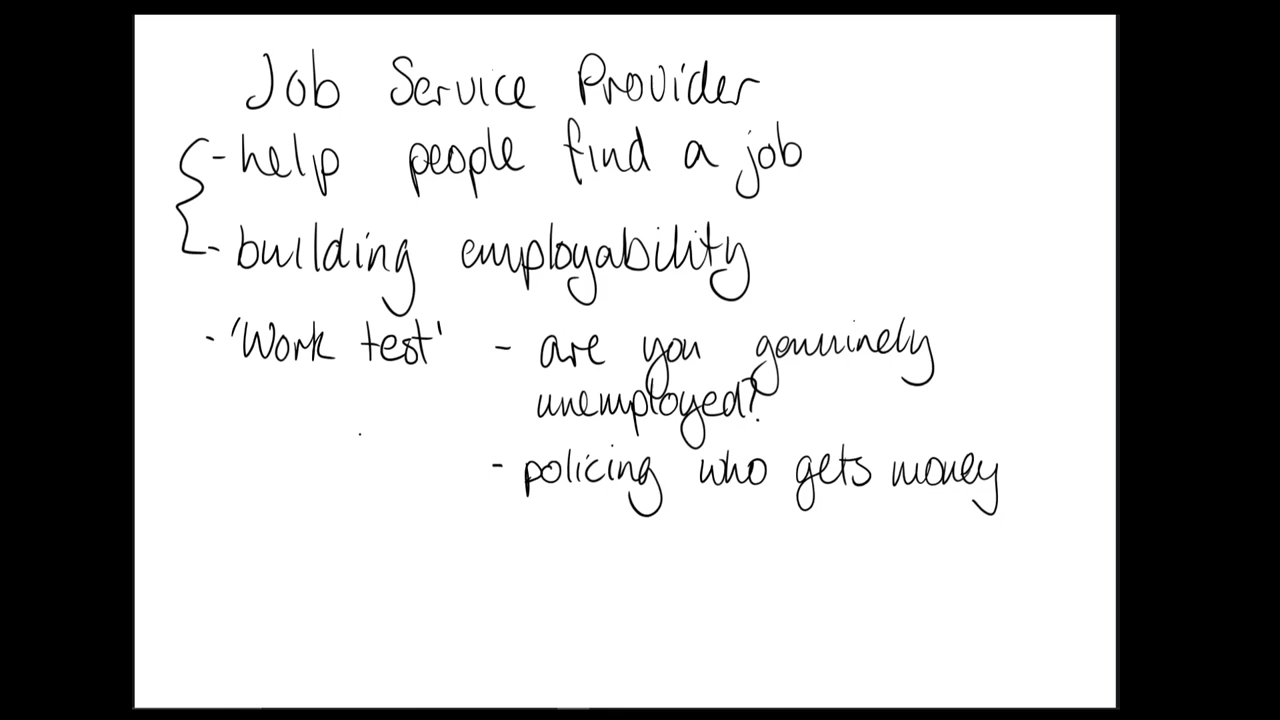 Job Service Provider
- help people find a job
- building employability
- 'Work test' - are you genuinely
unemployed?
- policing who gets money